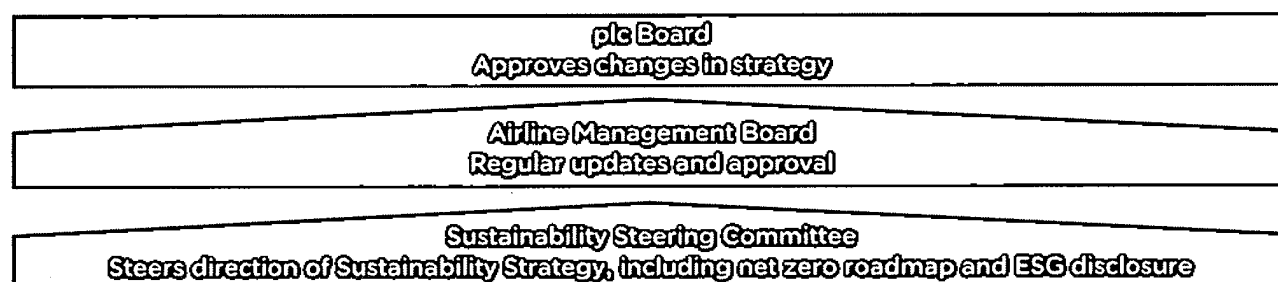 plc Board
Approves changes in strategy
Airline Management Board
Regular updates and approval
Sustainability Steering Committee
Steers direction of Sustainability Strategy, including net zero roadmap and ESG disclosure